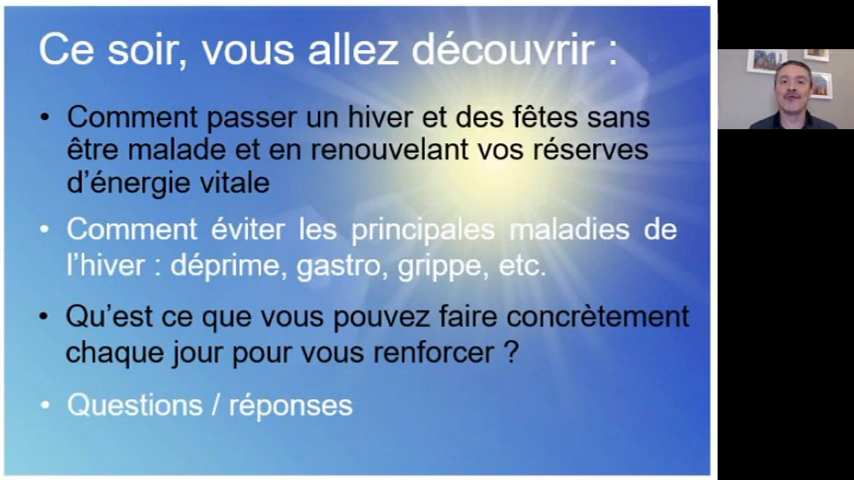 Ce soir, vous allez découvrir :
• Comment passer un hiver et des fêtes sans
être malade et en renouvelant vos réserves
d’énergie vitale
• Comment éviter les principales maladies de
l’hiver : déprime, gastro, grippe, etc.
• Qu’est ce que vous pouvez faire concrètement
chaque jour pour vous renforcer ?
• Questions / réponses